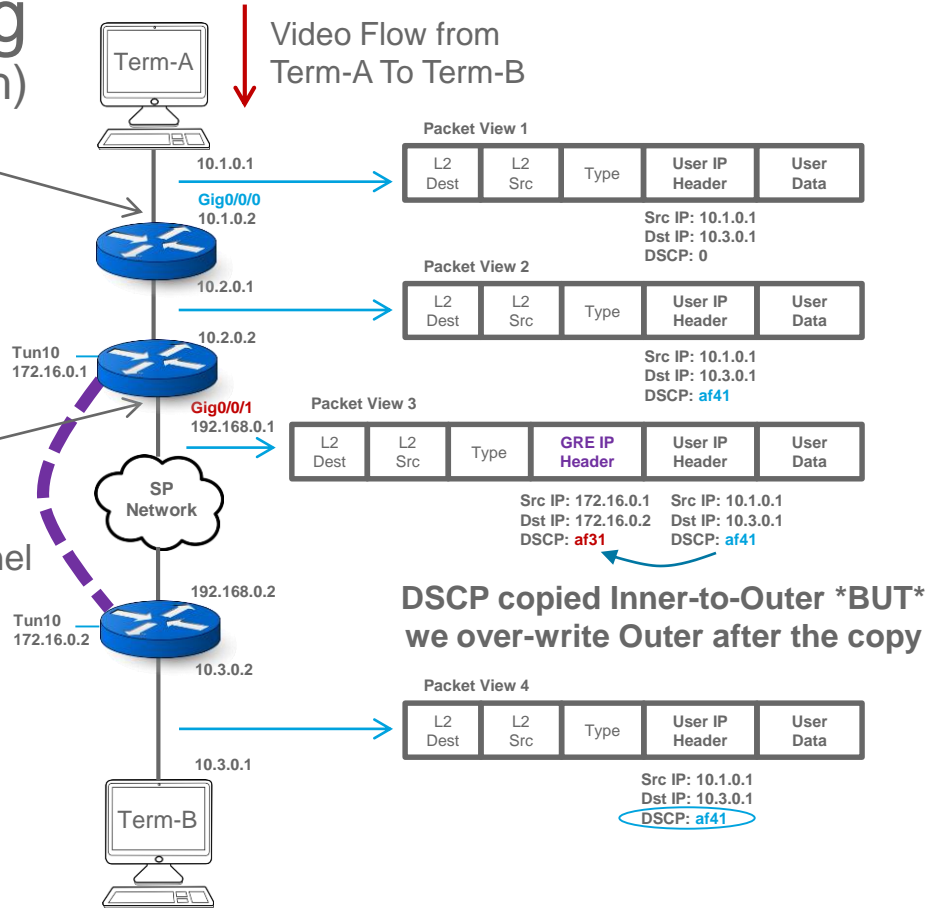 g
n)
Video Flow from
Term-A To Term-B
Term-A
10.1.0.1
Gig0/0/0
10.1.0.2
Packet View 1
L2 Dest
L2 Src
Type
User IP Header
User Data
Src IP: 10.1.0.1
Dst IP: 10.3.0.1
DSCP: 0
10.2.0.1
Packet View 2
L2 Dest
L2 Src
Type
User IP Header
User Data
Src IP: 10.1.0.1
Dst IP: 10.3.0.1
DSCP: af41
10.2.0.2
Tun10
172.16.0.1
Gig0/0/1
192.168.0.1
Packet View 3
L2 Dest
L2 Src
Type
GRE IP Header
User IP Header
User Data
Src IP: 172.16.0.1
Dst IP: 172.16.0.2
DSCP: af31
Src IP: 10.1.0.1
Dst IP: 10.3.0.1
DSCP: af41
SP
Network
nel
192.168.0.2
Tun10
172.16.0.2
10.3.0.2
DSCP copied Inner-to-Outer *BUT*
we over-write Outer after the copy
Packet View 4
L2 Dest
L2 Src
Type
User IP Header
User Data
Src IP: 10.1.0.1
Dst IP: 10.3.0.1
DSCP: af41
10.3.0.1
Term-B